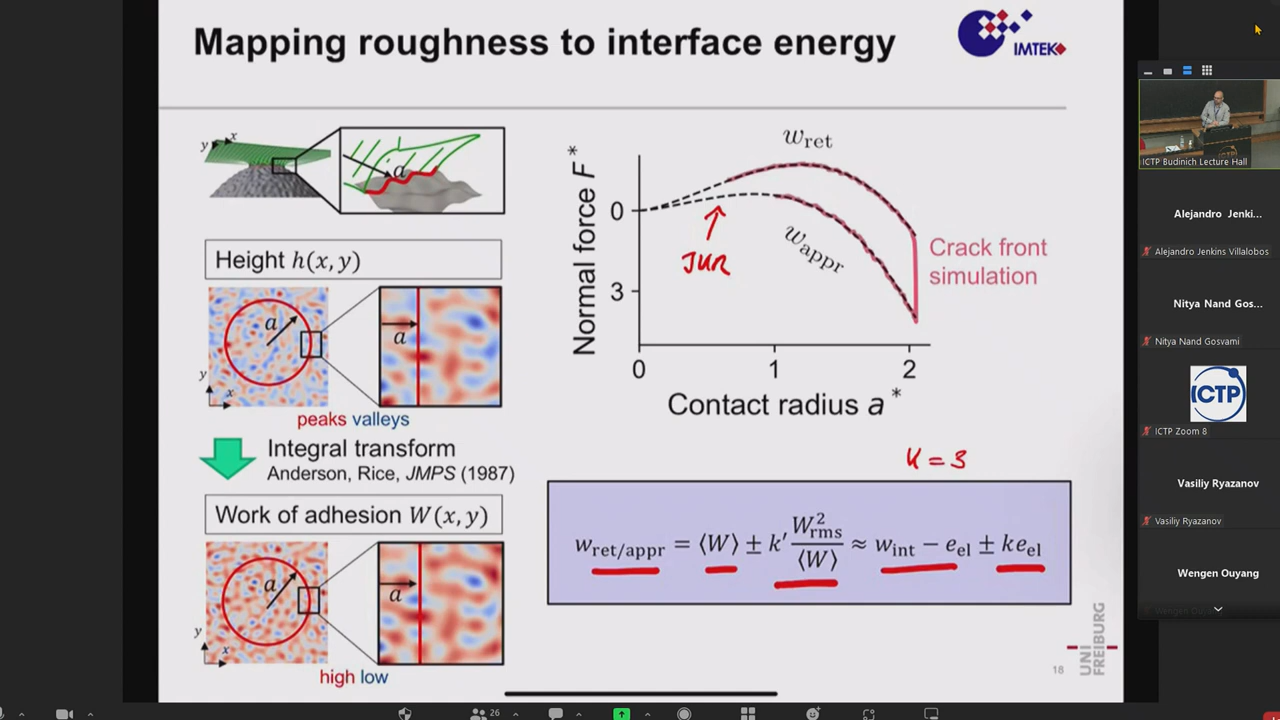 Mapping roughness to interface energy
IMTEK
y x
a
Height h(x,y)
a
a
y
x
peaks valleys
Integral transform
Anderson, Rice, JMPS (1987)
Work of adhesion W(x,y)
a
a
y
x
high low
Normal force F*
0
3
w_ret
w_appr
JKR
Crack front
simulation
0 1 2
Contact radius a*
K = 3
w_ret/appr = ⟨W⟩ ± k′ W²_rms/⟨W⟩ ≈ w_int − e_el ± k e_el
UNI
FREIBURG
18
ICTP Budinich Lecture Hall
Alejandro Jenki...
Alejandro Jenkins Villalobos
Nitya Nand Gos...
Nitya Nand Gosvami
ICTP
ICTP Zoom 8
Vasiliy Ryazanov
Vasiliy Ryazanov
Wengen Ouyang
Wengen Ouyang
26